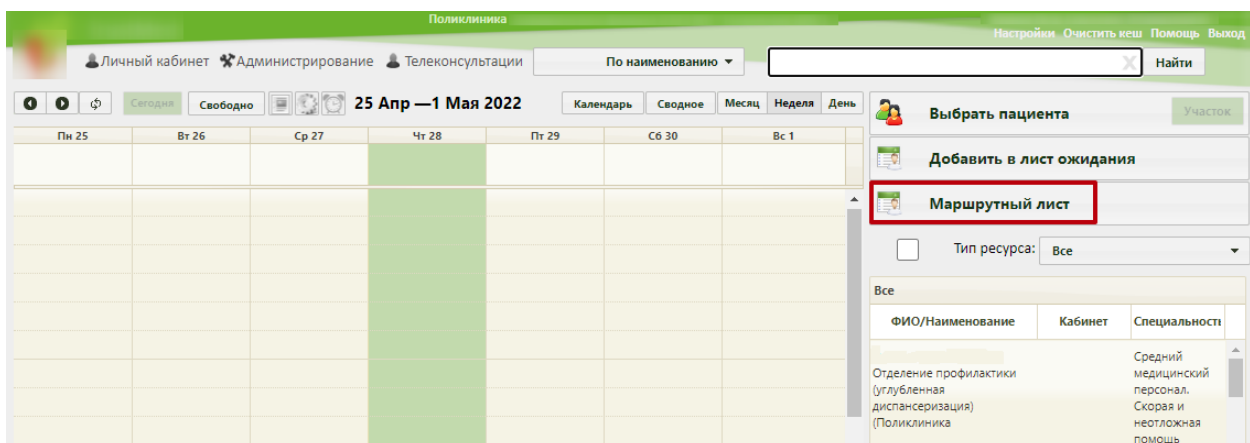 Поликлиника
Настройки Очистить кеш Помощь Выход
Личный кабинет Администрирование Телеконсультации По наименованию X Найти
Сегодня Свободно 25 Апр —1 Мая 2022 Календарь Сводное Месяц Неделя День
Выбрать пациента Участок
Пн 25 Вт 26 Ср 27 Чт 28 Пт 29 Сб 30 Вс 1
Добавить в лист ожидания
Маршрутный лист
Тип ресурса: Все
Все
ФИО/Наименование Кабинет Специальность
Отделение профилактики
(углубленная
диспансеризация)
(Поликлиника
Средний
медицинский
персонал.
Скорая и
неотложная
помощь